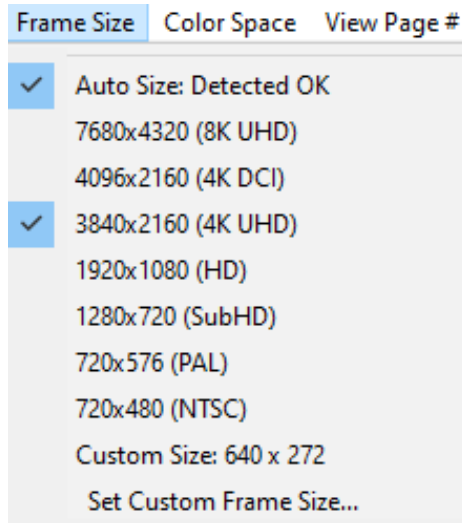 Frame Size Color Space View Page #
Auto Size: Detected OK
7680x4320 (8K UHD)
4096x2160 (4K DCI)
3840x2160 (4K UHD)
1920x1080 (HD)
1280x720 (SubHD)
720x576 (PAL)
720x480 (NTSC)
Custom Size: 640 x 272
Set Custom Frame Size...